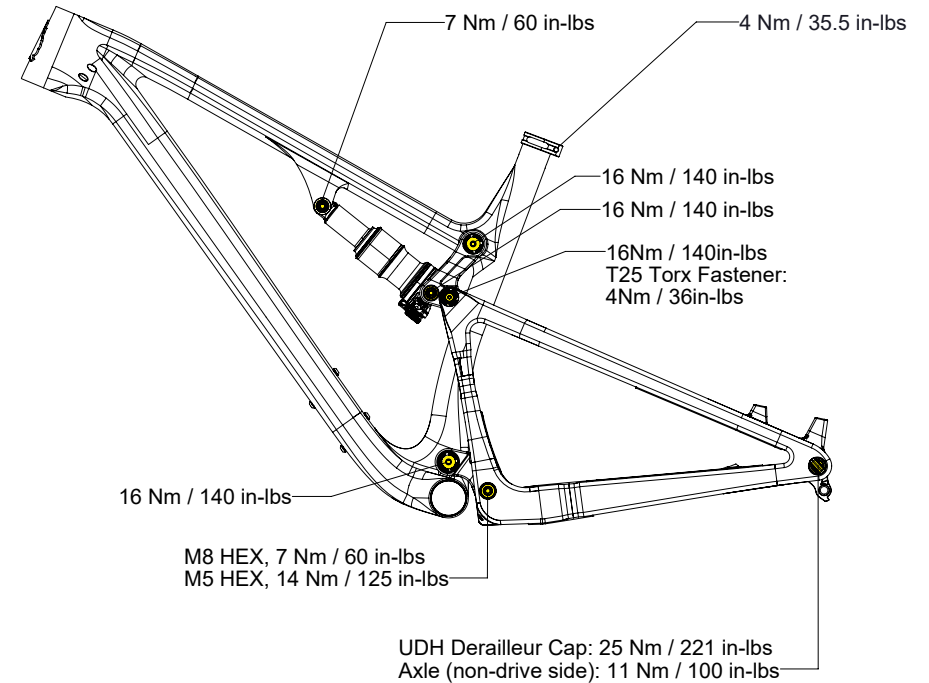 7 Nm / 60 in-lbs
4 Nm / 35.5 in-lbs
16 Nm / 140 in-lbs
16 Nm / 140 in-lbs
16Nm / 140in-lbs
T25 Torx Fastener:
4Nm / 36in-lbs
16 Nm / 140 in-lbs
M8 HEX, 7 Nm / 60 in-lbs
M5 HEX, 14 Nm / 125 in-lbs
UDH Derailleur Cap: 25 Nm / 221 in-lbs
Axle (non-drive side): 11 Nm / 100 in-lbs